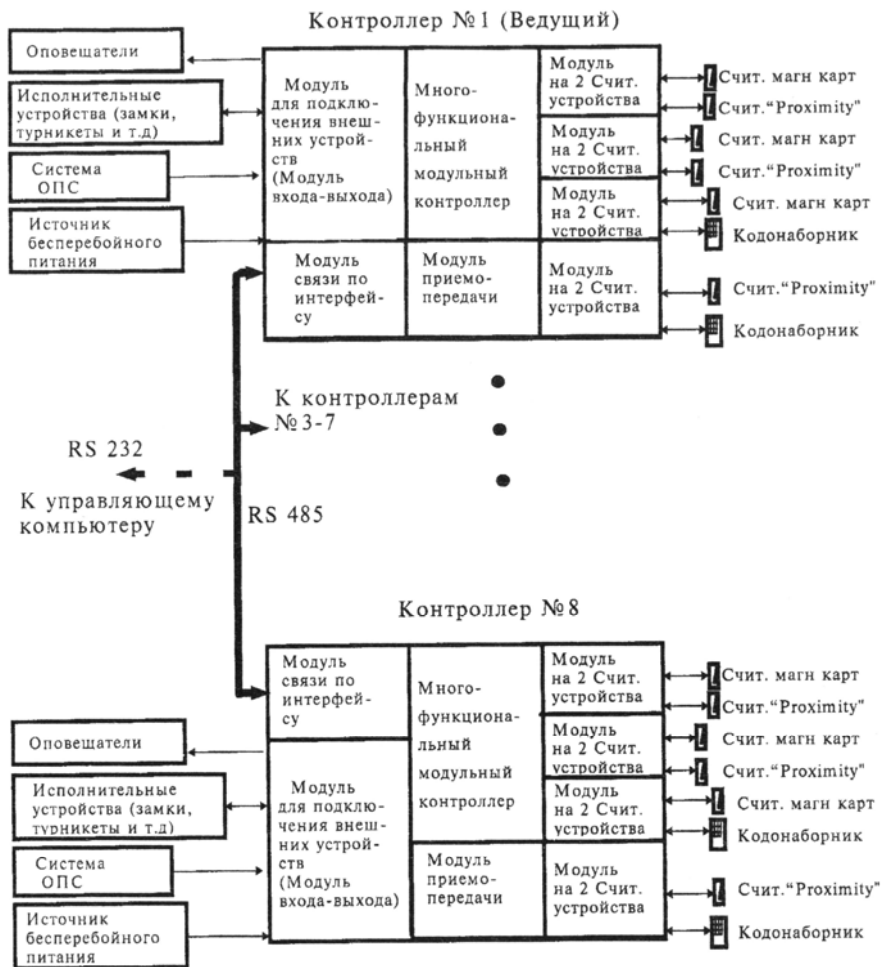 Контроллер №1 (Ведущий)
Оповещатели
Исполнительные
устройства (замки,
турникеты и т.д)
Система
ОПС
Источник
бесперебойного
питания
Модуль
для подклю-
чения внеш-
них устрой-
ств
(Модуль
входа-выхода)
Много-
функциона-
льный
модульный
контроллер
Модуль
на 2 Счит.
устройства
Модуль
на 2 Счит.
устройства
Модуль
на 2 Счит.
устройства
Модуль
связи по
интерфей-
су
Модуль
приемо-
передачи
Модуль
на 2 Счит.
устройства
Счит. магн карт
Счит.“Proximity"
Счит. магн карт
Счит.“Proximity"
Счит. магн карт
Кодонаборник
Счит.“Proximity"
Кодонаборник
К контроллерам
№3-7
RS 232
К управляющему
компьютеру
RS 485
Контроллер №8
Оповещатели
Исполнительные
устройства (замки,
турникеты и т.д)
Система
ОПС
Источник
бесперебойного
питания
Модуль
связи по
интерфей-
су
Модуль
для подклю-
чения внеш-
них устрой-
ств
(Модуль
входа-выхода)
Много-
функциона-
льный
модульный
контроллер
Модуль
приемо-
передачи
Модуль
на 2 Счит.
устройства
Модуль
на 2 Счит.
устройства
Модуль
на 2 Счит.
устройства
Модуль
на 2 Счит.
устройства
Счит. магн карт
Счит.“Proximity"
Счит. магн карт
Счит.“Proximity"
Счит. магн карт
Кодонаборник
Счит.“Proximity"
Кодонаборник